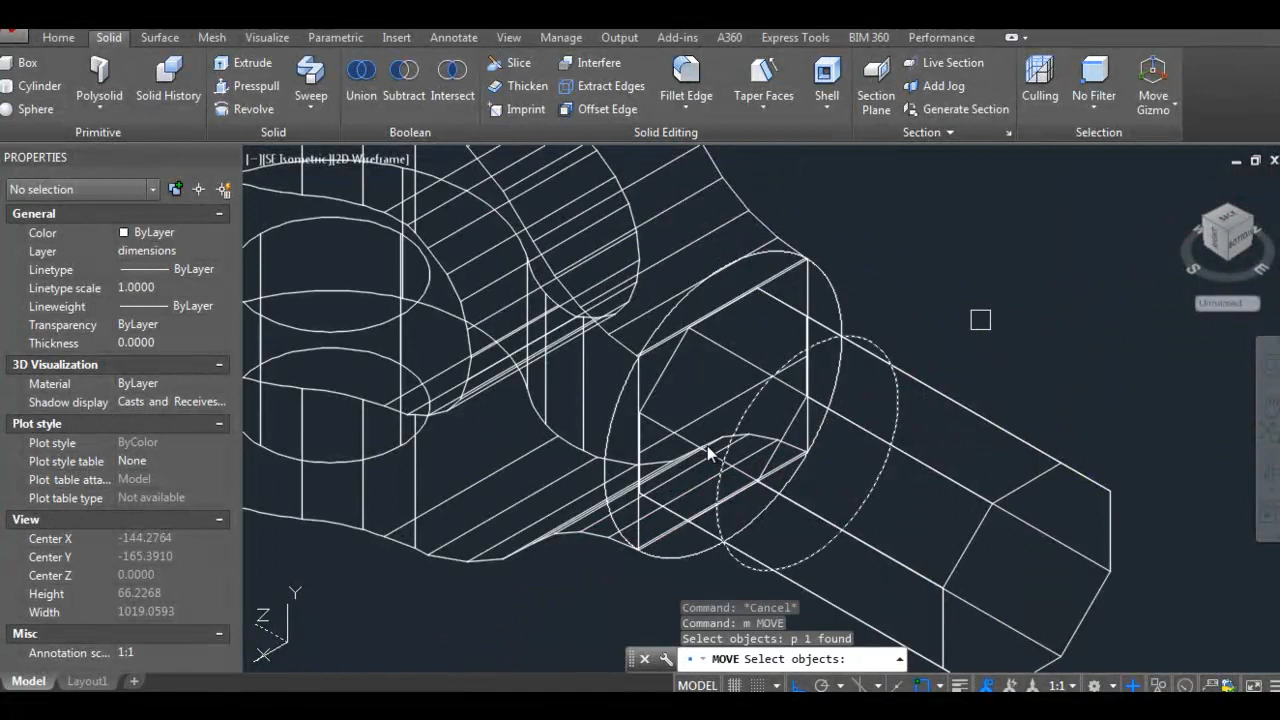 Home Solid Surface Mesh Visualize Parametric Insert Annotate View Manage Output Add-ins A360 Express Tools BIM 360 Performance
Box
Cylinder
Sphere
Polysolid
Solid History
Primitive
Extrude
Presspull
Revolve
Sweep
Solid
Union Subtract Intersect
Boolean
Slice
Thicken
Imprint
Interfere
Extract Edges
Offset Edge
Fillet Edge
Taper Faces
Shell
Solid Editing
Section Plane
Live Section
Add Jog
Generate Section
Section
Culling
No Filter
Move Gizmo
Selection
PROPERTIES
No selection
General
Color ByLayer
Layer dimensions
Linetype ByLayer
Linetype scale 1.0000
Lineweight ByLayer
Transparency ByLayer
Thickness 0.0000
3D Visualization
Material ByLayer
Shadow display Casts and Receives...
Plot style
Plot style ByColor
Plot style table None
Plot table atta... Model
Plot table type Not available
View
Center X -144.2764
Center Y -165.3910
Center Z 0.0000
Height 66.2268
Width 1019.0593
Misc
Annotation sc... 1:1
[−][SE Isometric][2D Wireframe]
BACK
S
E
Unnamed
Y
Z
X
Command: *Cancel*
Command: m MOVE
Select objects: p 1 found
MOVE Select objects:
Model Layout1 +
MODEL 1:1